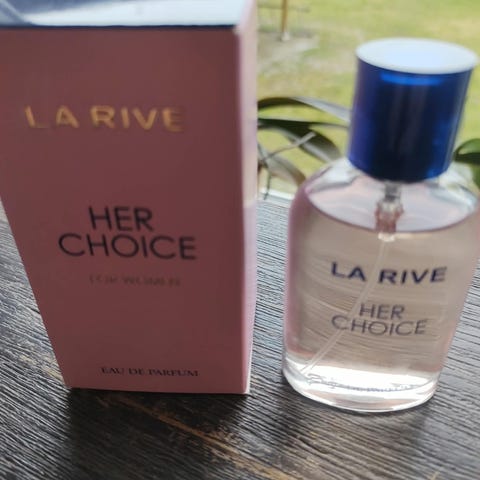 LA RIVE
HER
CHOICE
FOR WOMEN
EAU DE PARFUM
LA RIVE
HER
CHOICE